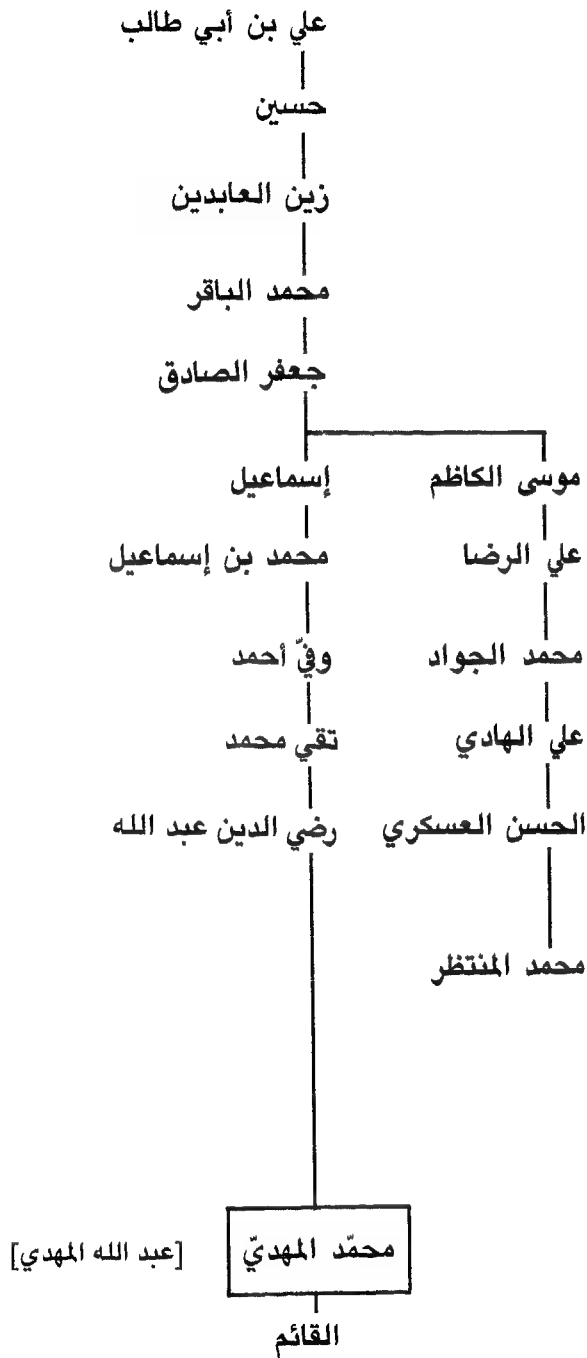 علي بن أبي طالب
حسين
زين العابدين
محمد الباقر
جعفر الصادق
موسى الكاظم إسماعيل
علي الرضا محمد بن إسماعيل
محمد الجواد وفيّ أحمد
علي الهادي تقي محمد
الحسن العسكري رضي الدين عبد الله
محمد المنتظر
محمّد المهديّ [عبد الله المهدي]
القائم